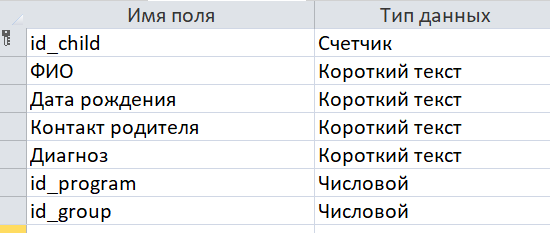 Имя поля Тип данных
id_child Счетчик
ФИО Короткий текст
Дата рождения Короткий текст
Контакт родителя Короткий текст
Диагноз Короткий текст
id_program Числовой
id_group Числовой